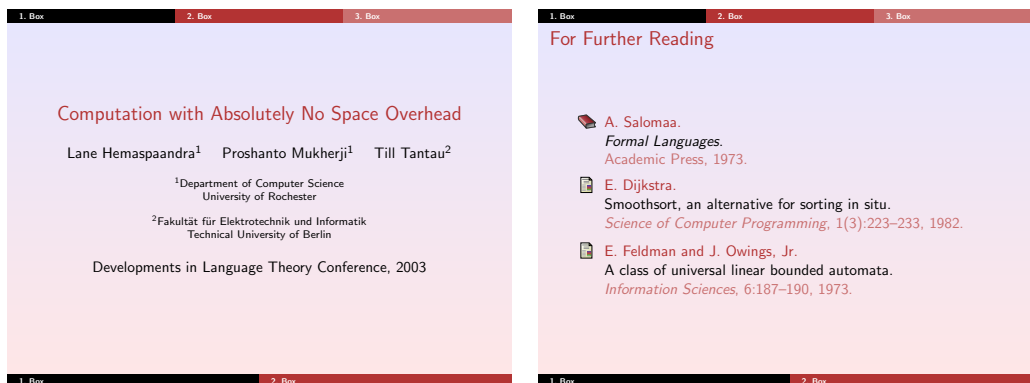 1. Box 2. Box 3. Box
Computation with Absolutely No Space Overhead
Lane Hemaspaandra1 Proshanto Mukherji1 Till Tantau2
1Department of Computer Science
University of Rochester
2Fakultät für Elektrotechnik und Informatik
Technical University of Berlin
Developments in Language Theory Conference, 2003
1. Box 2. Box
1. Box 2. Box 3. Box
For Further Reading
A. Salomaa.
Formal Languages.
Academic Press, 1973.
E. Dijkstra.
Smoothsort, an alternative for sorting in situ.
Science of Computer Programming, 1(3):223–233, 1982.
E. Feldman and J. Owings, Jr.
A class of universal linear bounded automata.
Information Sciences, 6:187–190, 1973.
1. Box 2. Box